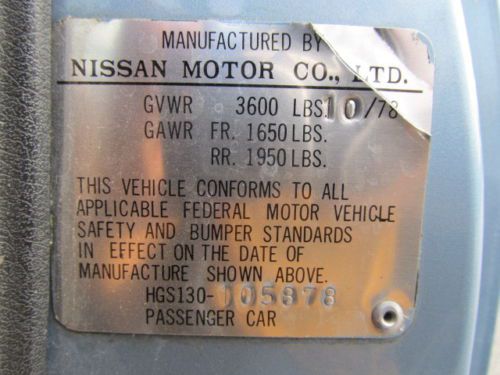 MANUFACTURED BY
NISSAN MOTOR CO., LTD.
GVWR 3600 LBS. 10/78
GAWR FR. 1650 LBS.
RR. 1950 LBS.
THIS VEHICLE CONFORMS TO ALL
APPLICABLE FEDERAL MOTOR VEHICLE
SAFETY AND BUMPER STANDARDS
IN EFFECT ON THE DATE OF
MANUFACTURE SHOWN ABOVE.
HGS130-105878
PASSENGER CAR